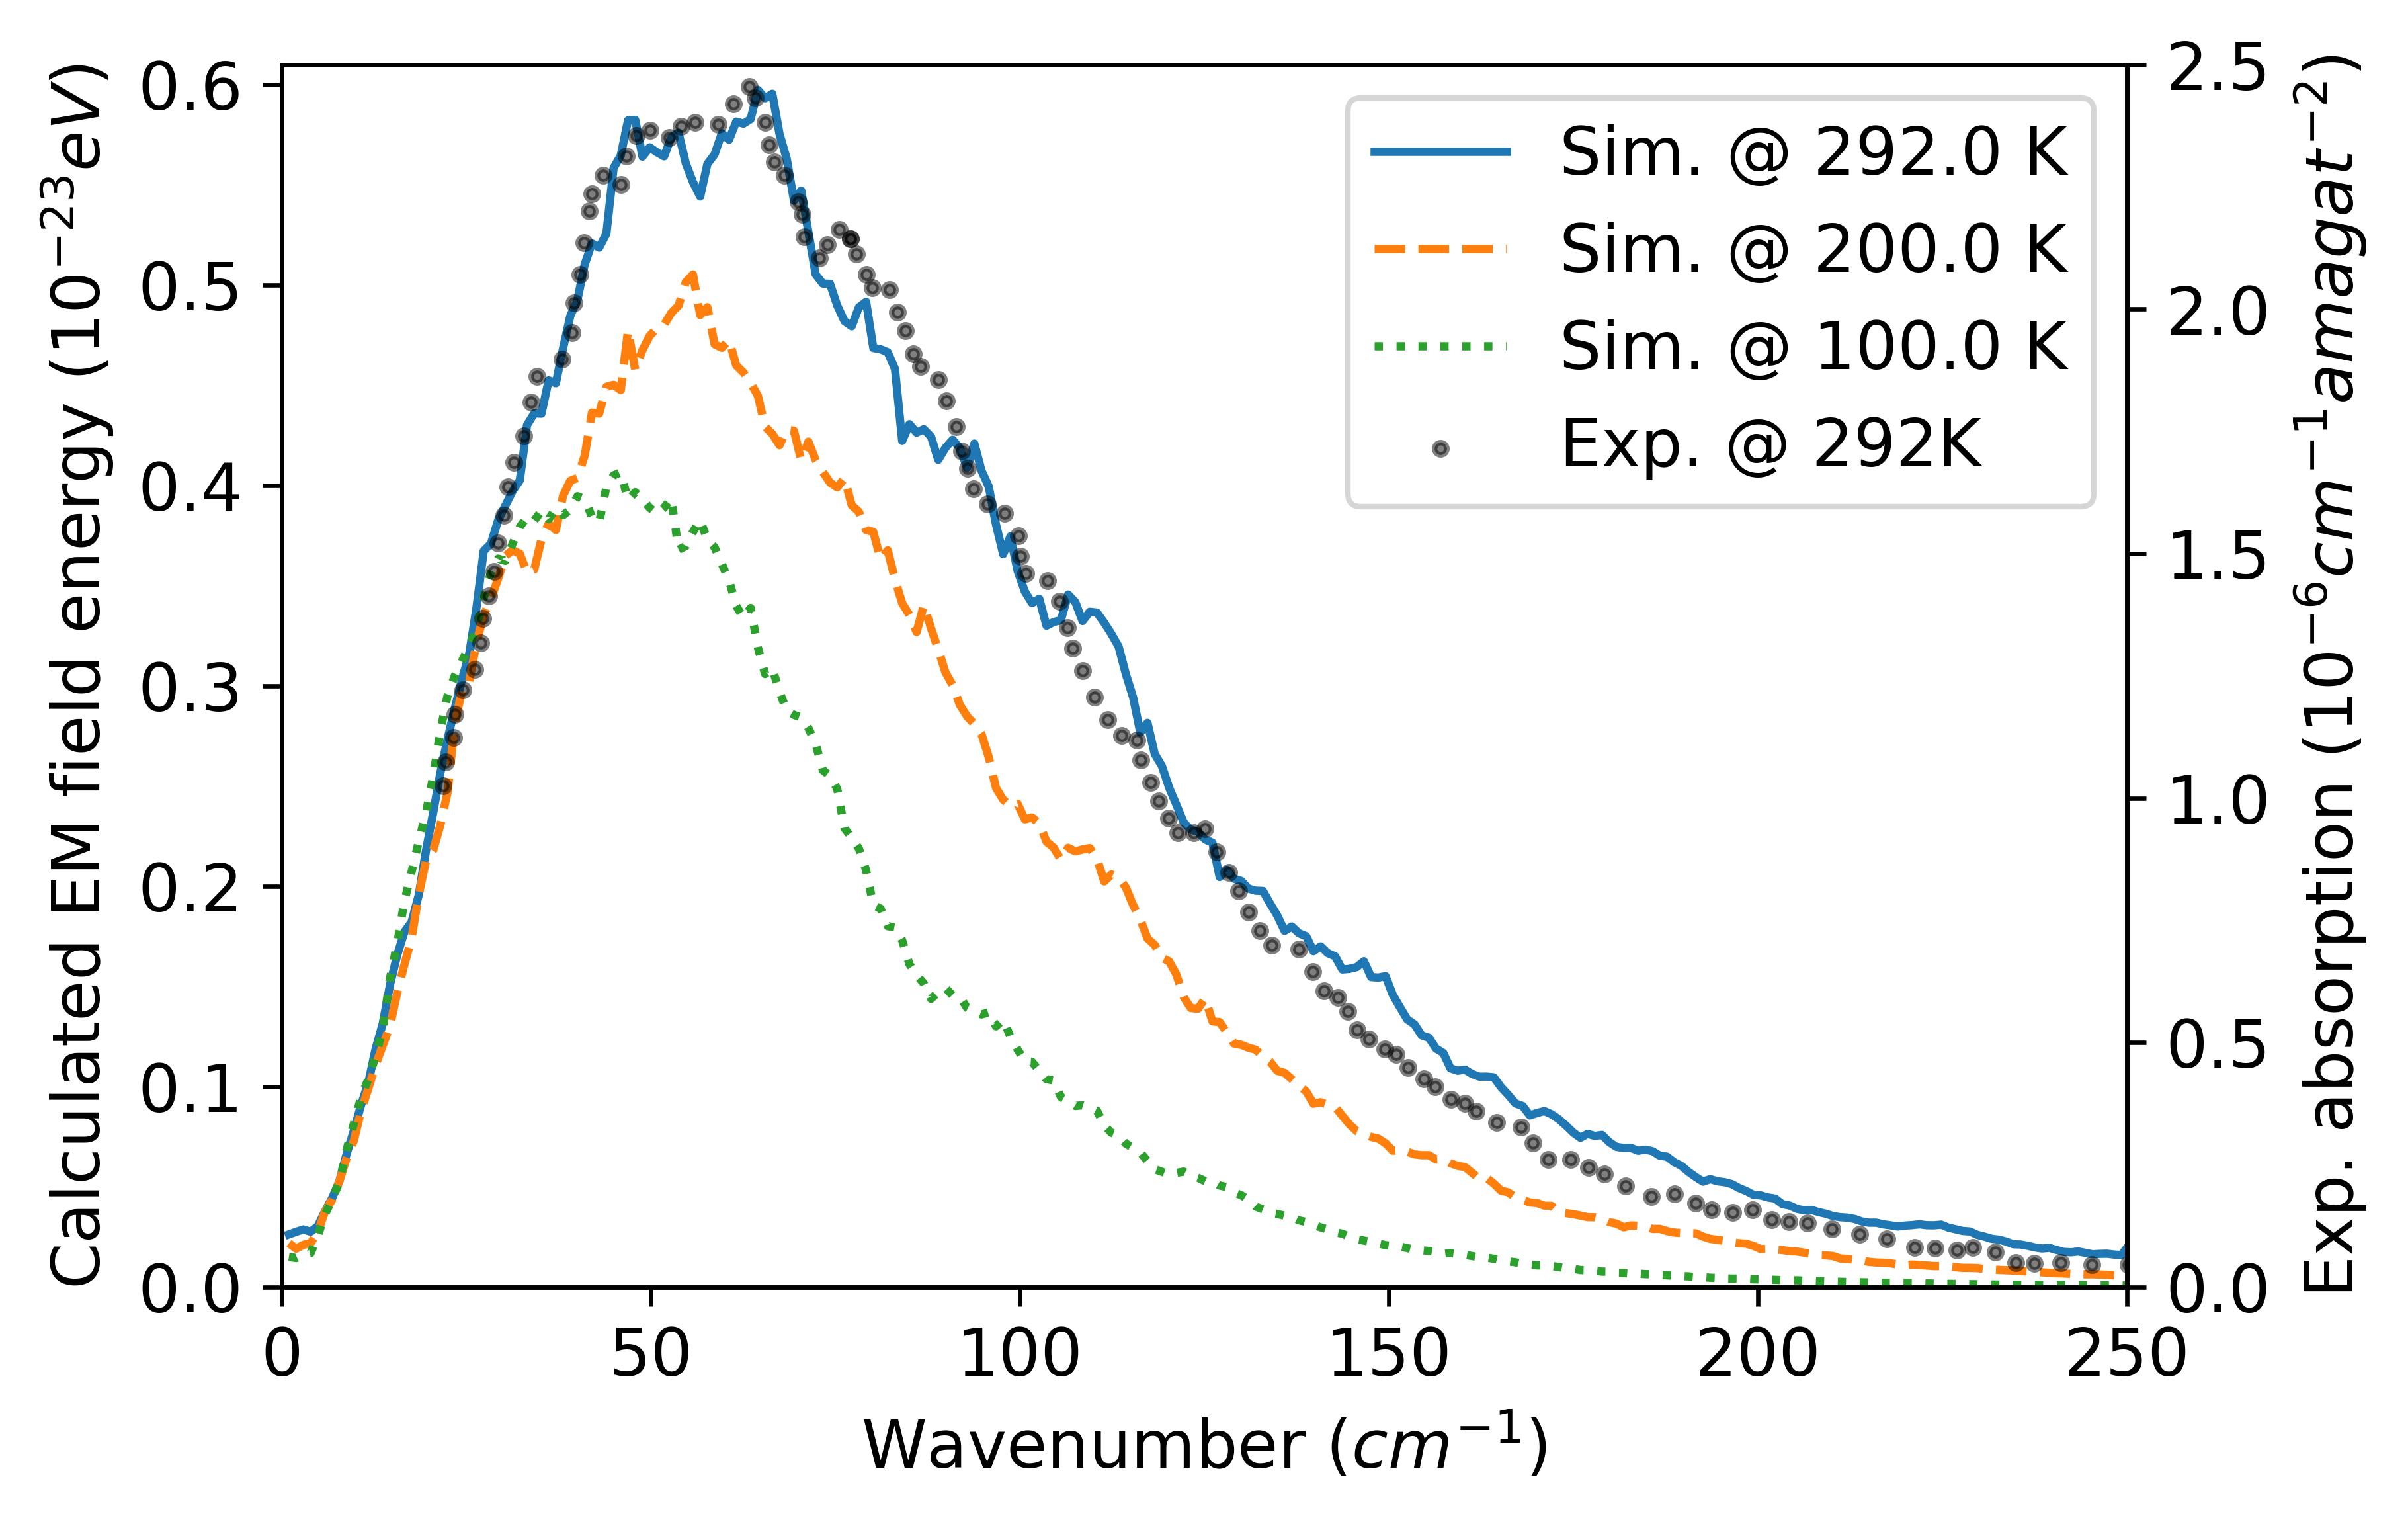 Calculated EM field energy (10⁻²³eV)
0.6
0.5
0.4
0.3
0.2
0.1
0.0
Sim. @ 292.0 K
Sim. @ 200.0 K
Sim. @ 100.0 K
Exp. @ 292K
2.5
2.0
1.5
1.0
0.5
0.0
Exp. absorption (10⁻⁶cm⁻¹amagat⁻²)
0 50 100 150 200 250
Wavenumber (cm⁻¹)